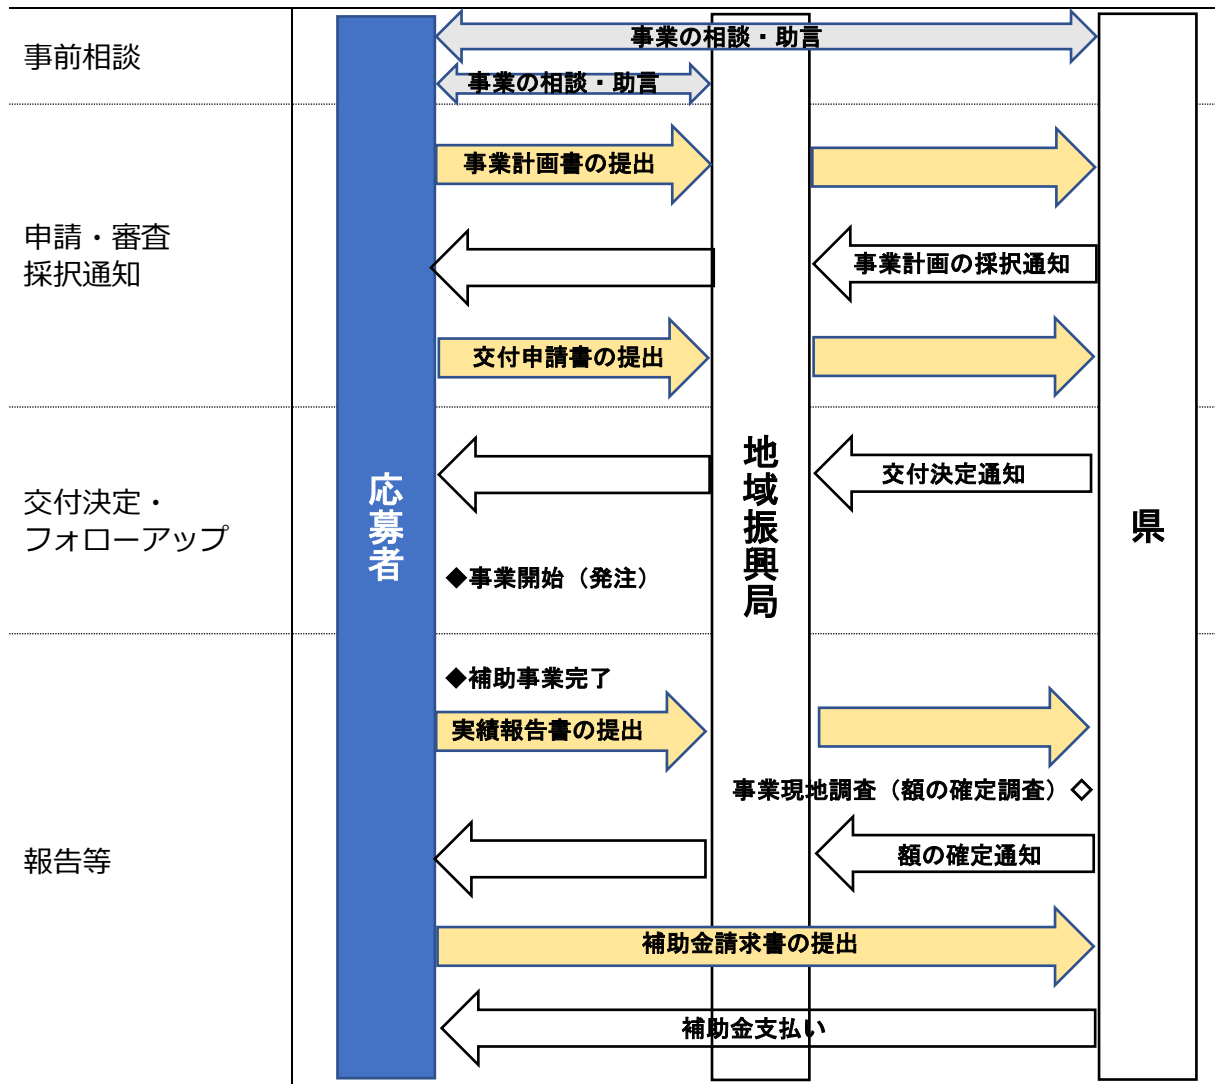 事前相談
事業の相談・助言
事業の相談・助言
申請・審査
採択通知
事業計画書の提出
事業計画の採択通知
交付申請書の提出
交付決定・
フォローアップ
交付決定通知
◆事業開始（発注）
応募者
地域振興局
県
報告等
◆補助事業完了
実績報告書の提出
事業現地調査（額の確定調査）◇
額の確定通知
補助金請求書の提出
補助金支払い